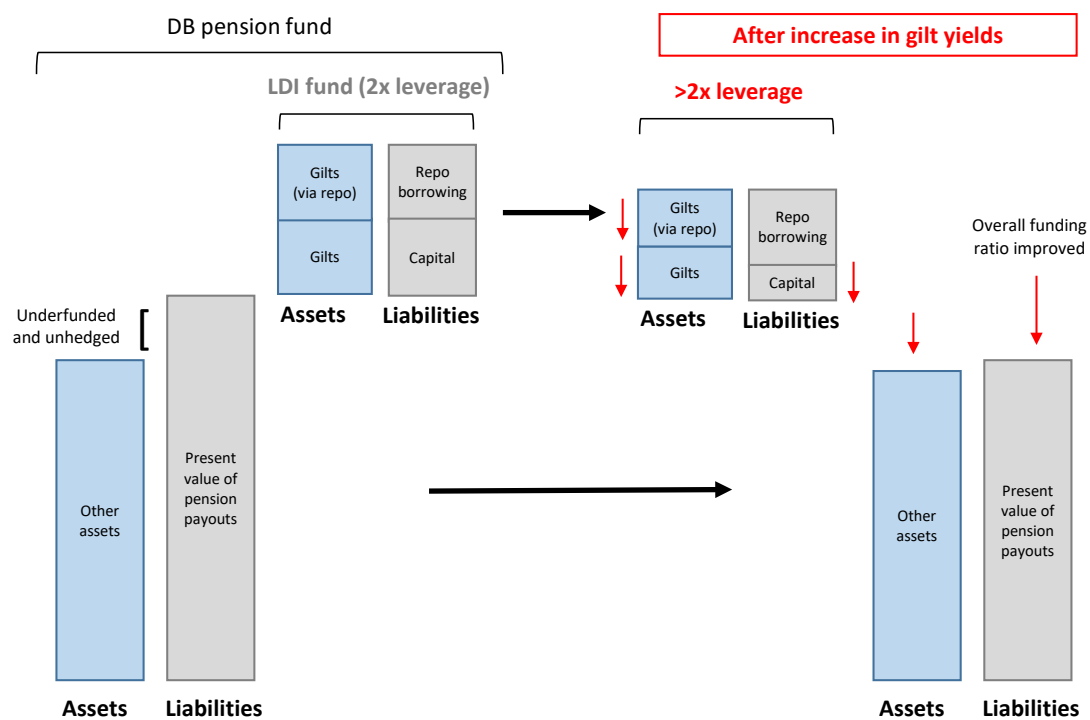 DB pension fund
After increase in gilt yields
LDI fund (2x leverage)
>2x leverage
Gilts
(via repo)
Repo
borrowing
Gilts
Capital
Assets
Liabilities
Gilts
(via repo)
Repo
borrowing
Gilts
Capital
Assets
Liabilities
Overall funding
ratio improved
Underfunded
and unhedged
Other
assets
Present
value of
pension
payouts
Assets
Liabilities
Other
assets
Present
value of
pension
payouts
Assets
Liabilities